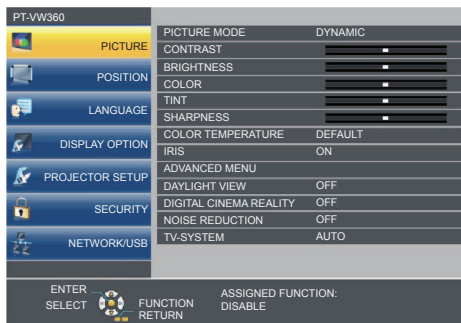 PT-VW360
PICTURE
POSITION
LANGUAGE
DISPLAY OPTION
PROJECTOR SETUP
SECURITY
NETWORK/USB
PICTURE MODE DYNAMIC
CONTRAST
BRIGHTNESS
COLOR
TINT
SHARPNESS
COLOR TEMPERATURE DEFAULT
IRIS ON
ADVANCED MENU
DAYLIGHT VIEW OFF
DIGITAL CINEMA REALITY OFF
NOISE REDUCTION OFF
TV-SYSTEM AUTO
ENTER
SELECT
FUNCTION
RETURN
ASSIGNED FUNCTION:
DISABLE